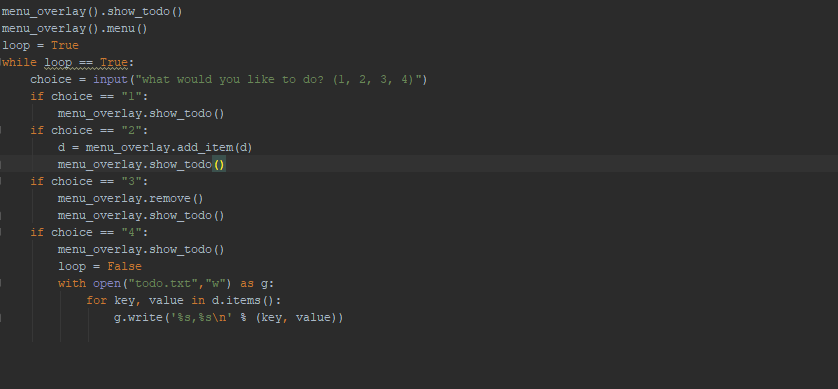 menu_overlay().show_todo()
menu_overlay().menu()
loop = True
while loop == True:
    choice = input("what would you like to do? (1, 2, 3, 4)")
    if choice == "1":
        menu_overlay.show_todo()
    if choice == "2":
        d = menu_overlay.add_item(d)
        menu_overlay.show_todo()
    if choice == "3":
        menu_overlay.remove()
        menu_overlay.show_todo()
    if choice == "4":
        menu_overlay.show_todo()
        loop = False
        with open("todo.txt","w") as g:
            for key, value in d.items():
                g.write('%s,%s\n' % (key, value))